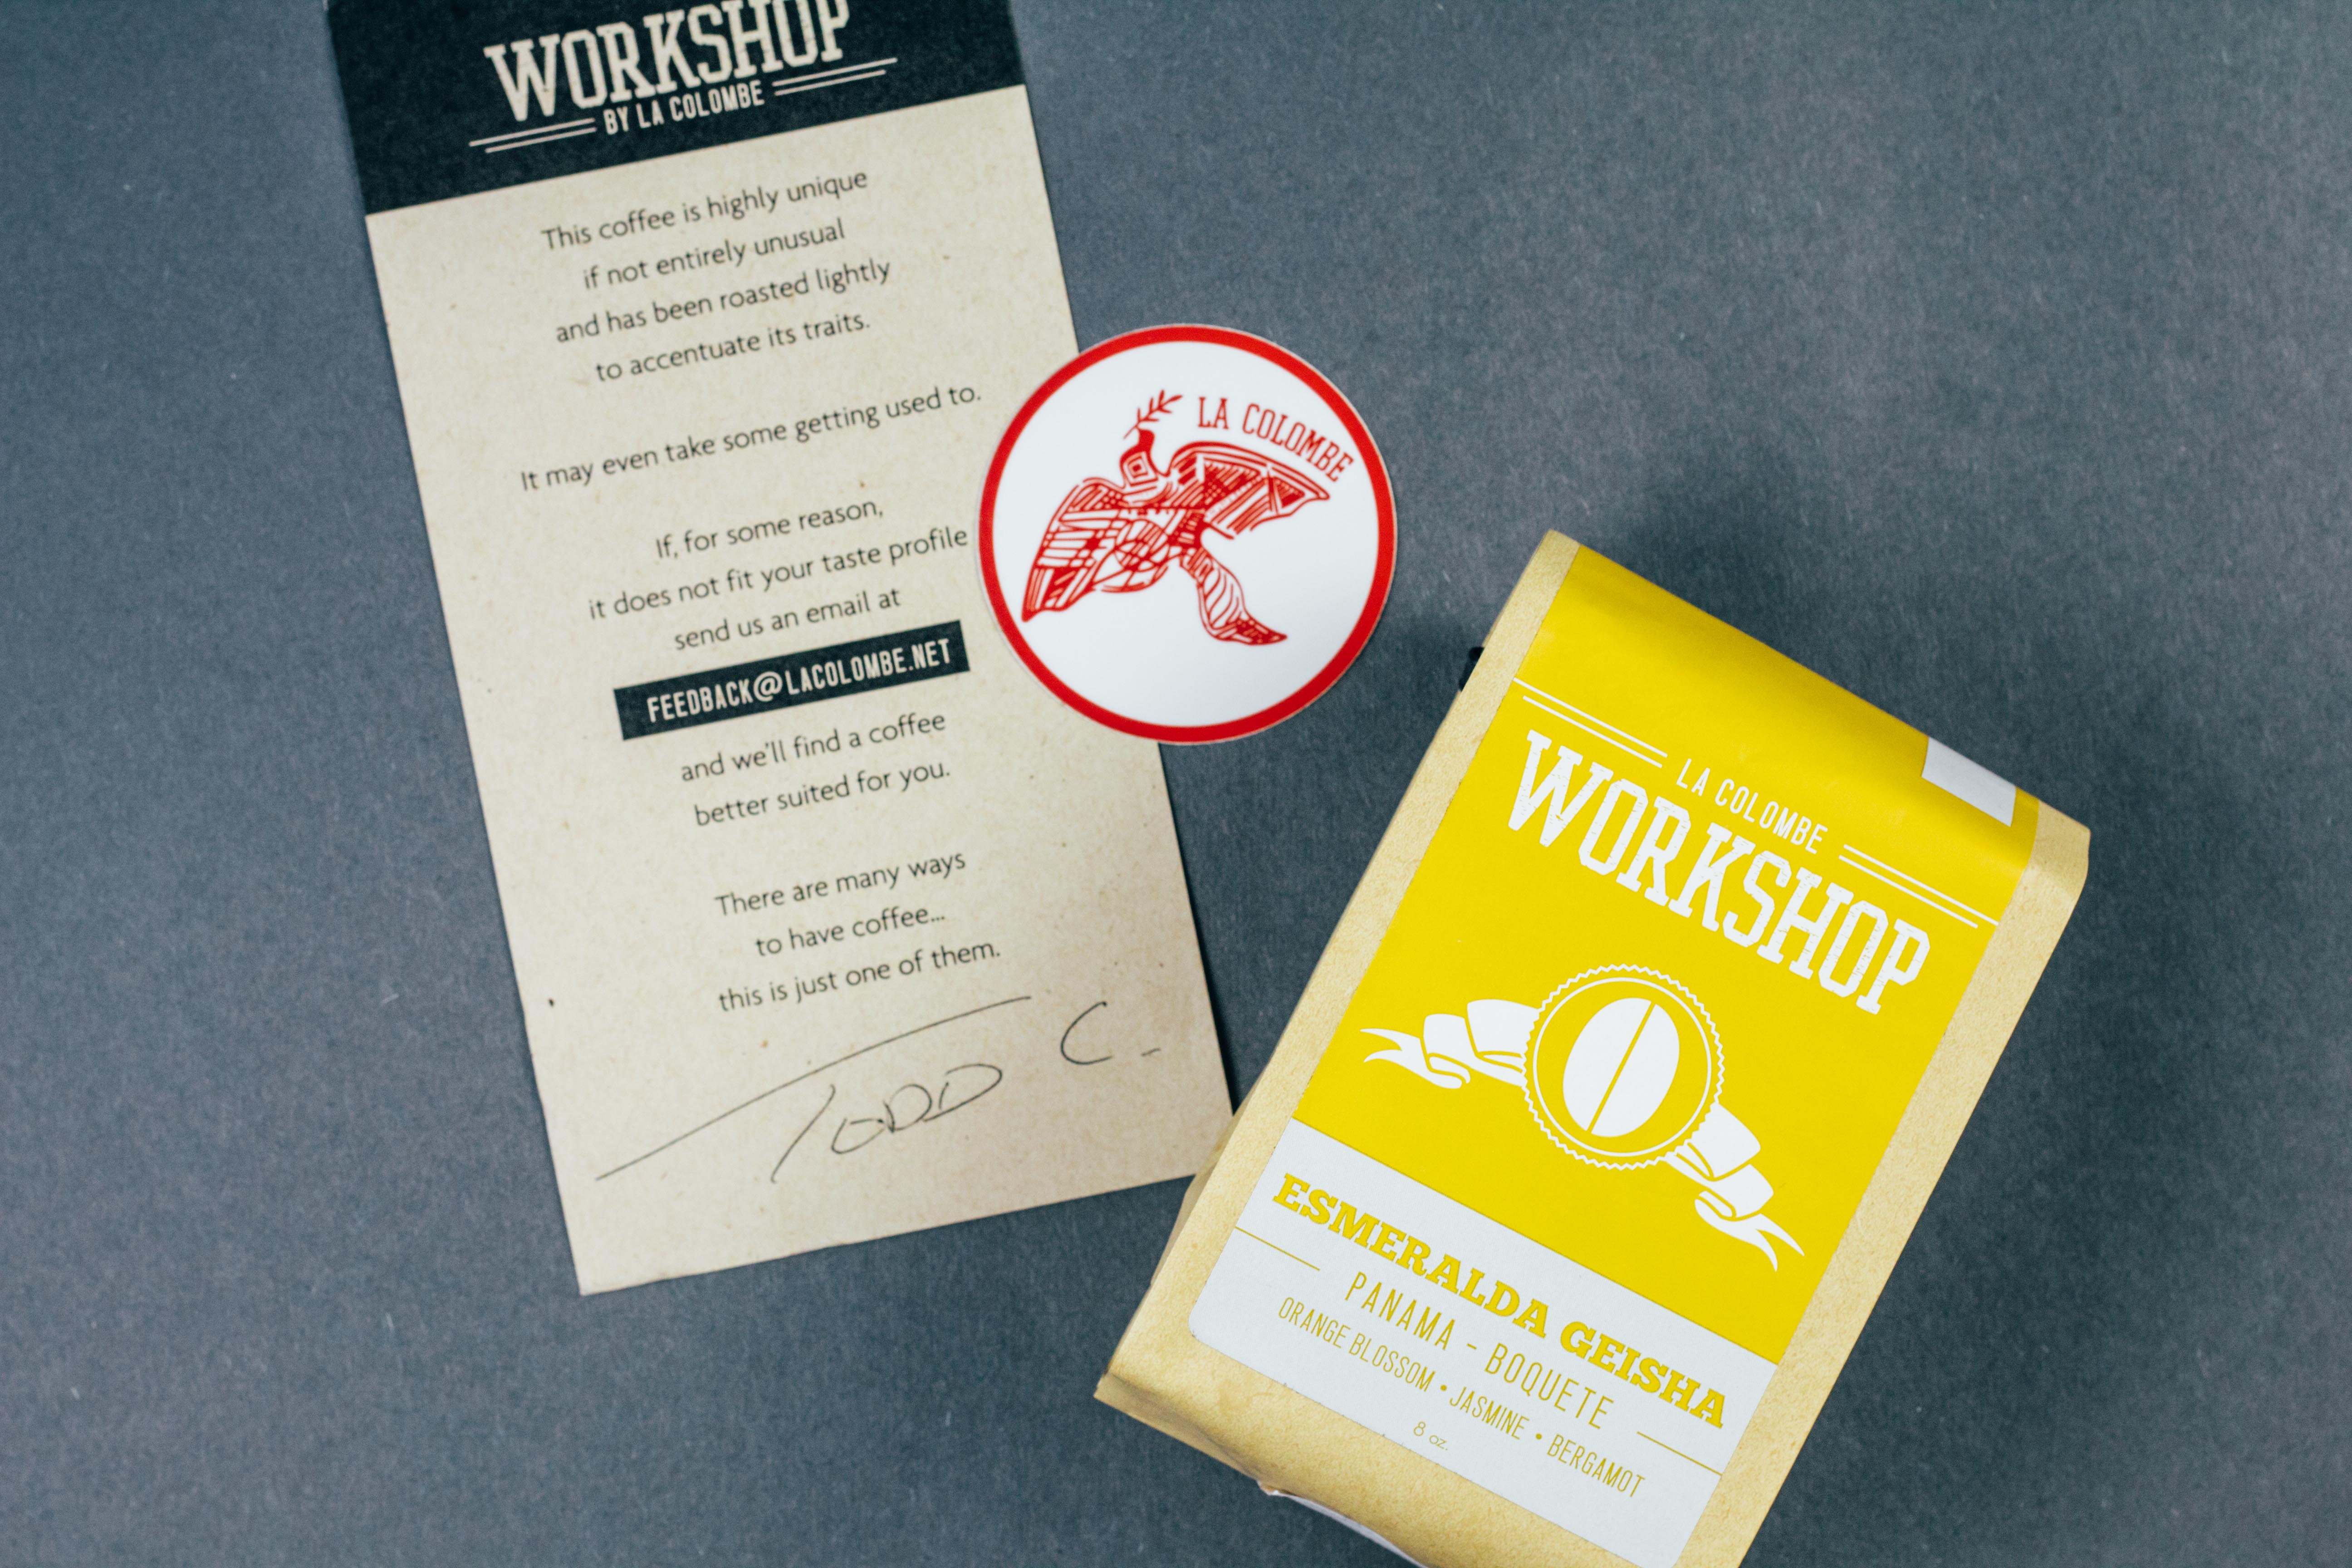 WORKSHOP
BY LA COLOMBE
This coffee is highly unique
if not entirely unusual
and has been roasted lightly
to accentuate its traits.
It may even take some getting used to.
If, for some reason,
it does not fit your taste profile
send us an email at
FEEDBACK@LACOLOMBE.NET
and we'll find a coffee
better suited for you.
There are many ways
to have coffee...
this is just one of them.
TODD C.
LA COLOMBE
LA COLOMBE
WORKSHOP
ESMERALDA GEISHA
PANAMA - BOQUETE
ORANGE BLOSSOM • JASMINE • BERGAMOT
8 oz.